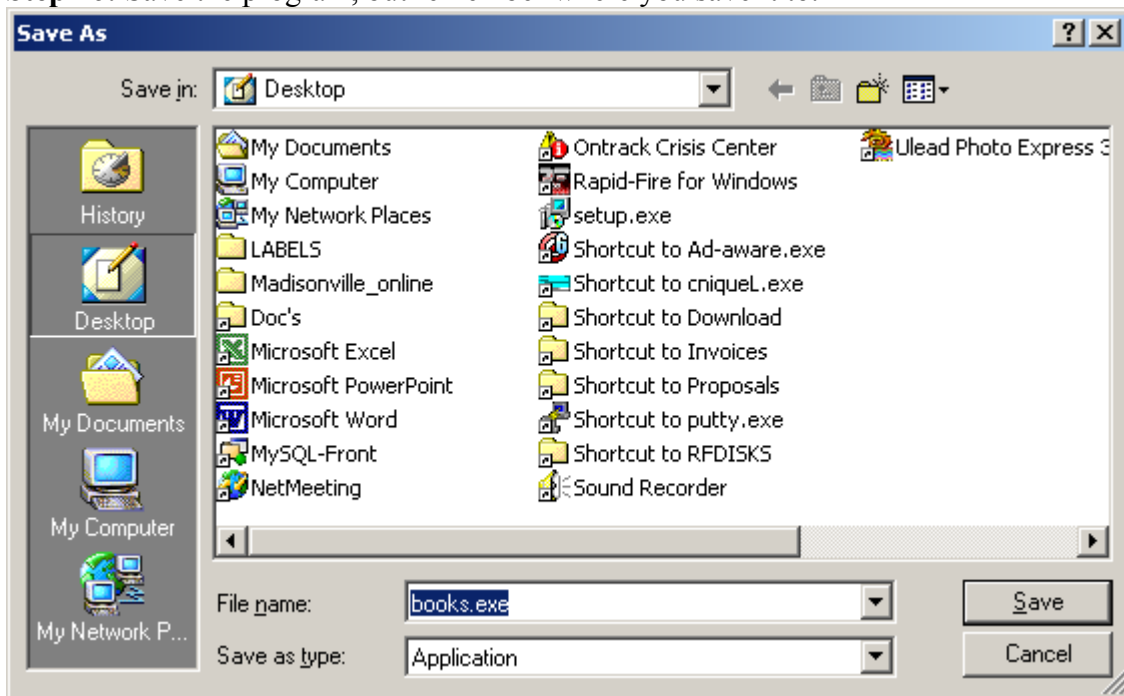 Save As
Save in: Desktop
History
Desktop
My Documents
My Computer
My Network P...
My Documents
My Computer
My Network Places
LABELS
Madisonville_online
Doc's
Microsoft Excel
Microsoft PowerPoint
Microsoft Word
MySQL-Front
NetMeeting
Ontrack Crisis Center
Rapid-Fire for Windows
setup.exe
Shortcut to Ad-aware.exe
Shortcut to cniqueL.exe
Shortcut to Download
Shortcut to Invoices
Shortcut to Proposals
Shortcut to putty.exe
Shortcut to RFDISKS
Sound Recorder
Ulead Photo Express 3
File name: books.exe
Save
Save as type: Application
Cancel